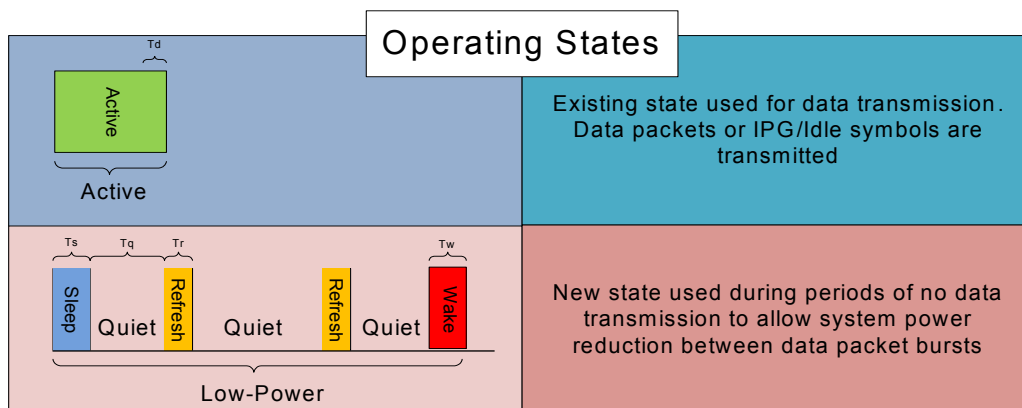 Operating States
Td
Active
Active
Existing state used for data transmission.
Data packets or IPG/Idle symbols are
transmitted
Ts
Tq
Tr
Tw
Sleep
Quiet
Refresh
Quiet
Refresh
Quiet
Wake
Low-Power
New state used during periods of no data
transmission to allow system power
reduction between data packet bursts